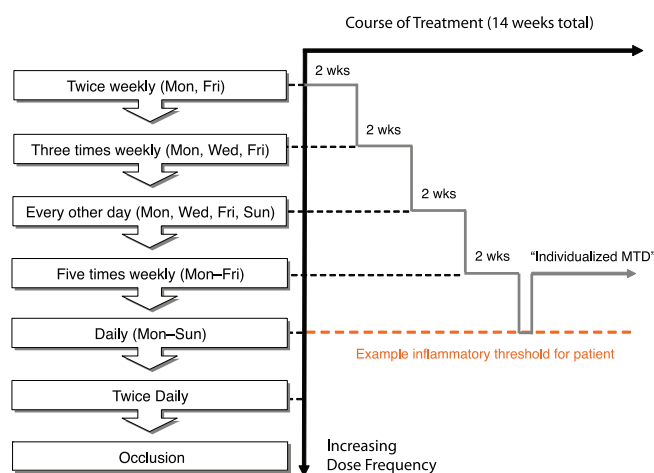 Course of Treatment (14 weeks total)
2 wks
Twice weekly (Mon, Fri)
2 wks
Three times weekly (Mon, Wed, Fri)
2 wks
Every other day (Mon, Wed, Fri, Sun)
2 wks
"Individualized MTD"
Five times weekly (Mon–Fri)
Daily (Mon–Sun)
Example inflammatory threshold for patient
Twice Daily
Occlusion
Increasing
Dose Frequency